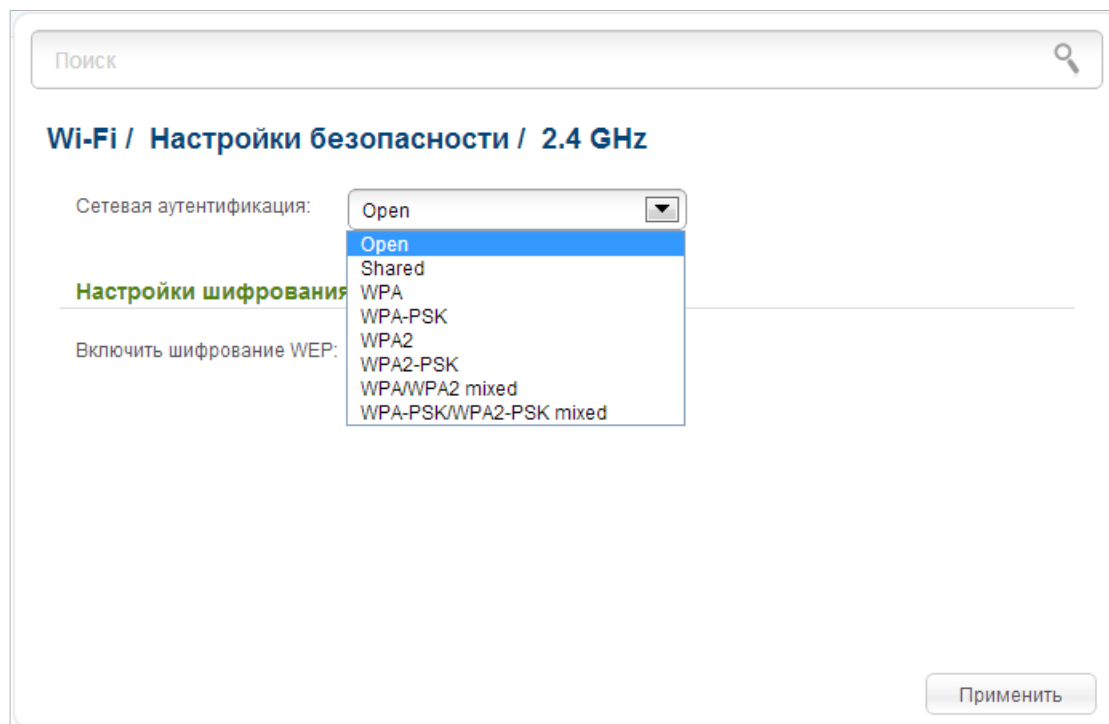 Поиск
Wi-Fi / Настройки безопасности / 2.4 GHz
Сетевая аутентификация:
Open
Open
Shared
WPA
WPA-PSK
WPA2
WPA2-PSK
WPA/WPA2 mixed
WPA-PSK/WPA2-PSK mixed
Настройки шифрования
Включить шифрование WEP:
Применить